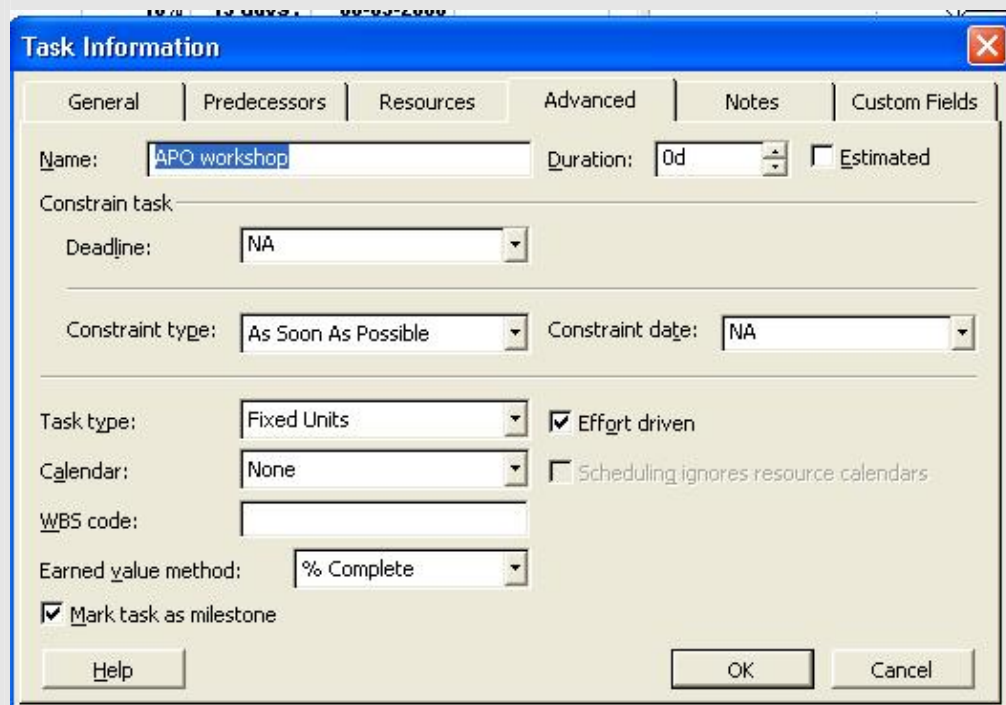 Task Information
General Predecessors Resources Advanced Notes Custom Fields
Name: APO workshop Duration: 0d Estimated
Constrain task
Deadline: NA
Constraint type: As Soon As Possible Constraint date: NA
Task type: Fixed Units Effort driven
Calendar: None Scheduling ignores resource calendars
WBS code:
Earned value method: % Complete
Mark task as milestone
Help OK Cancel